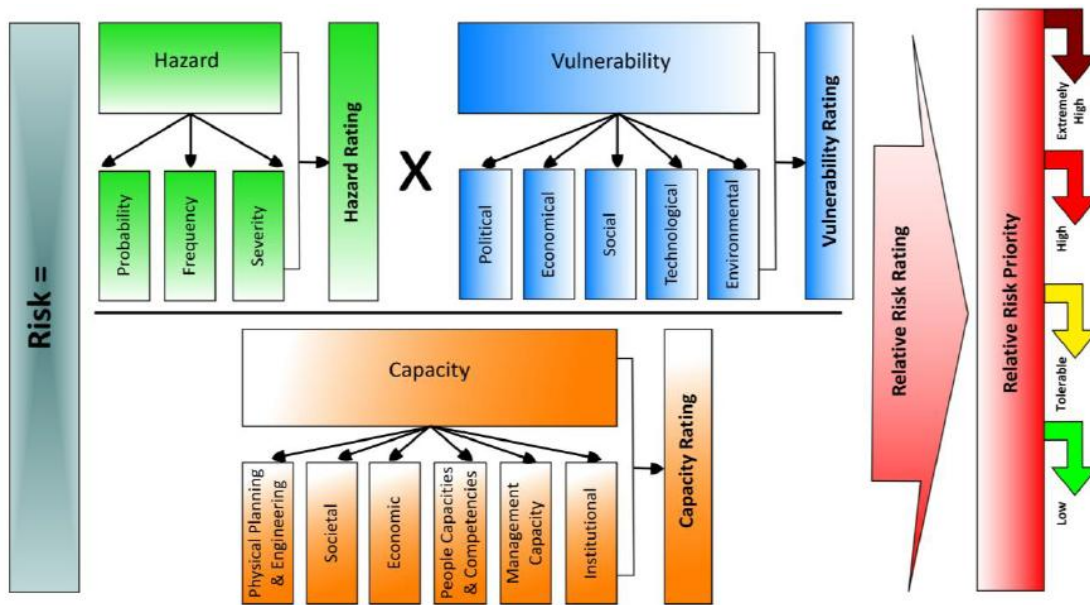 Risk =
Hazard
Probability
Frequency
Severity
Hazard Rating
X
Vulnerability
Political
Economical
Social
Technological
Environmental
Vulnerability Rating
Capacity
Physical Planning
& Engineering
Societal
Economic
People Capacities
& Competencies
Management
Capacity
Institutional
Capacity Rating
Relative Risk Rating
Relative Risk Priority
Extremely
High
High
Tolerable
Low